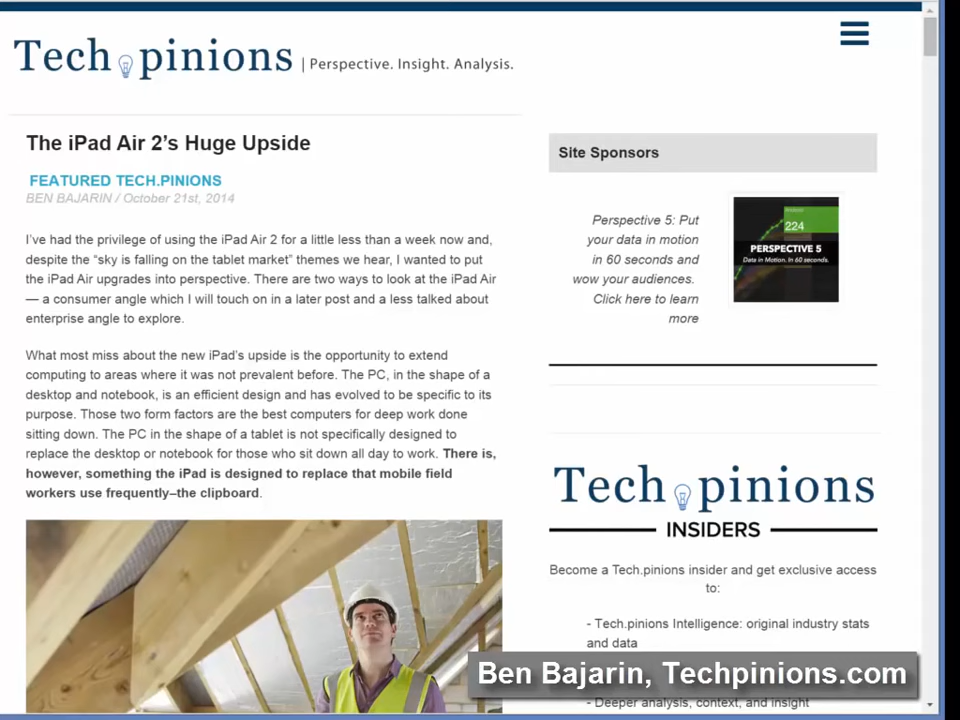 Tech pinions | Perspective. Insight. Analysis.
The iPad Air 2’s Huge Upside
FEATURED TECH.PINIONS
BEN BAJARIN / October 21st, 2014
I’ve had the privilege of using the iPad Air 2 for a little less than a week now and,
despite the “sky is falling on the tablet market” themes we hear, I wanted to put
the iPad Air upgrades into perspective. There are two ways to look at the iPad Air
— a consumer angle which I will touch on in a later post and a less talked about
enterprise angle to explore.
What most miss about the new iPad’s upside is the opportunity to extend
computing to areas where it was not prevalent before. The PC, in the shape of a
desktop and notebook, is an efficient design and has evolved to be specific to its
purpose. Those two form factors are the best computers for deep work done
sitting down. The PC in the shape of a tablet is not specifically designed to
replace the desktop or notebook for those who sit down all day to work. There is,
however, something the iPad is designed to replace that mobile field
workers use frequently–the clipboard.
Site Sponsors
Perspective 5: Put
your data in motion
in 60 seconds and
wow your audiences.
Click here to learn
more
224
PERSPECTIVE 5
Data in Motion. In 60 seconds.
Tech pinions
INSIDERS
Become a Tech.pinions insider and get exclusive access
to:
- Tech.pinions Intelligence: original industry stats
and data
- Deeper analysis, context, and insight
Ben Bajarin, Techpinions.com